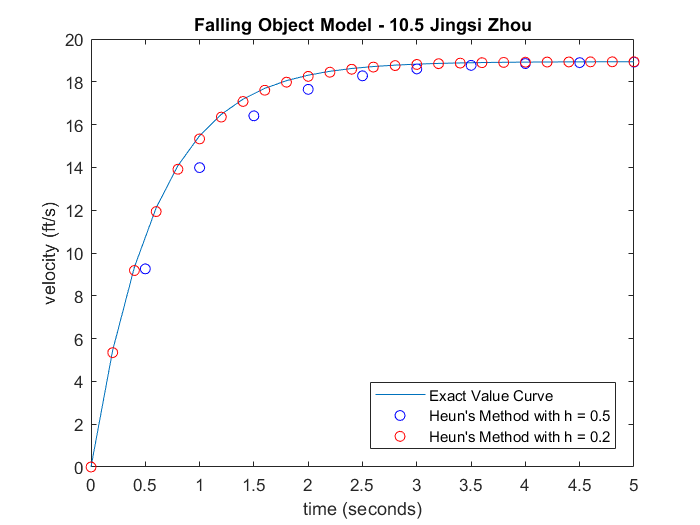 Falling Object Model - 10.5 Jingsi Zhou
20
18
16
14
12
10
8
6
4
2
0
velocity (ft/s)
Exact Value Curve
Heun's Method with h = 0.5
Heun's Method with h = 0.2
0 0.5 1 1.5 2 2.5 3 3.5 4 4.5 5
time (seconds)